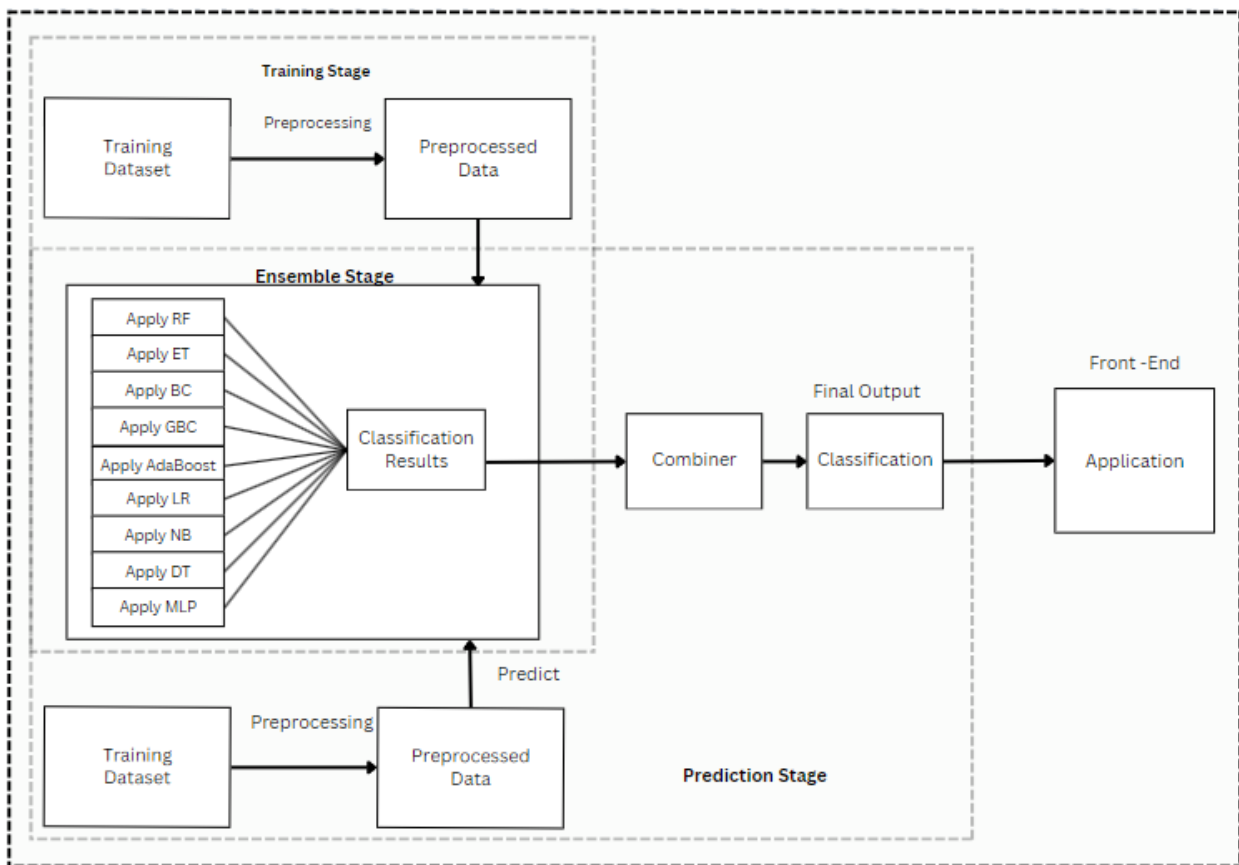 Training Stage
Training
Dataset
Preprocessing
Preprocessed
Data
Ensemble Stage
Apply RF
Apply ET
Apply BC
Apply GBC
Apply AdaBoost
Apply LR
Apply NB
Apply DT
Apply MLP
Classification
Results
Combiner
Final Output
Classification
Front -End
Application
Predict
Training
Dataset
Preprocessing
Preprocessed
Data
Prediction Stage